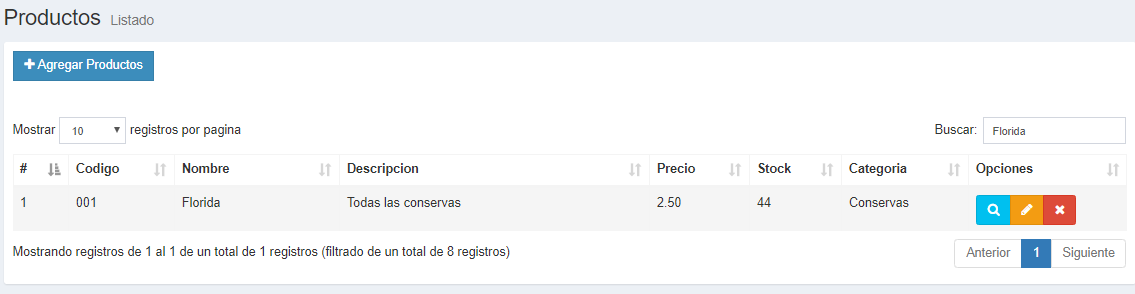 Productos Listado
Agregar Productos
Mostrar 10 registros por pagina Buscar: Florida
# Codigo Nombre Descripcion Precio Stock Categoria Opciones
1 001 Florida Todas las conservas 2.50 44 Conservas
Mostrando registros de 1 al 1 de un total de 1 registros (filtrado de un total de 8 registros) Anterior 1 Siguiente